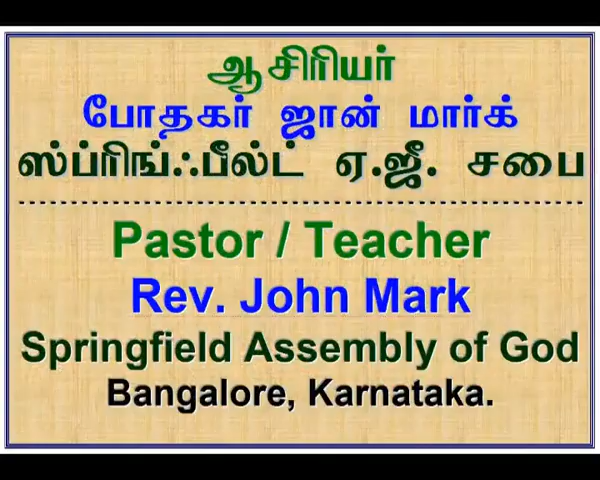 ஆசிரியர்
போதகர் ஜான் மார்க்
ஸ்ப்ரிங்ஃபீல்ட் ஏ.ஜீ. சபை
Pastor / Teacher
Rev. John Mark
Springfield Assembly of God
Bangalore, Karnataka.